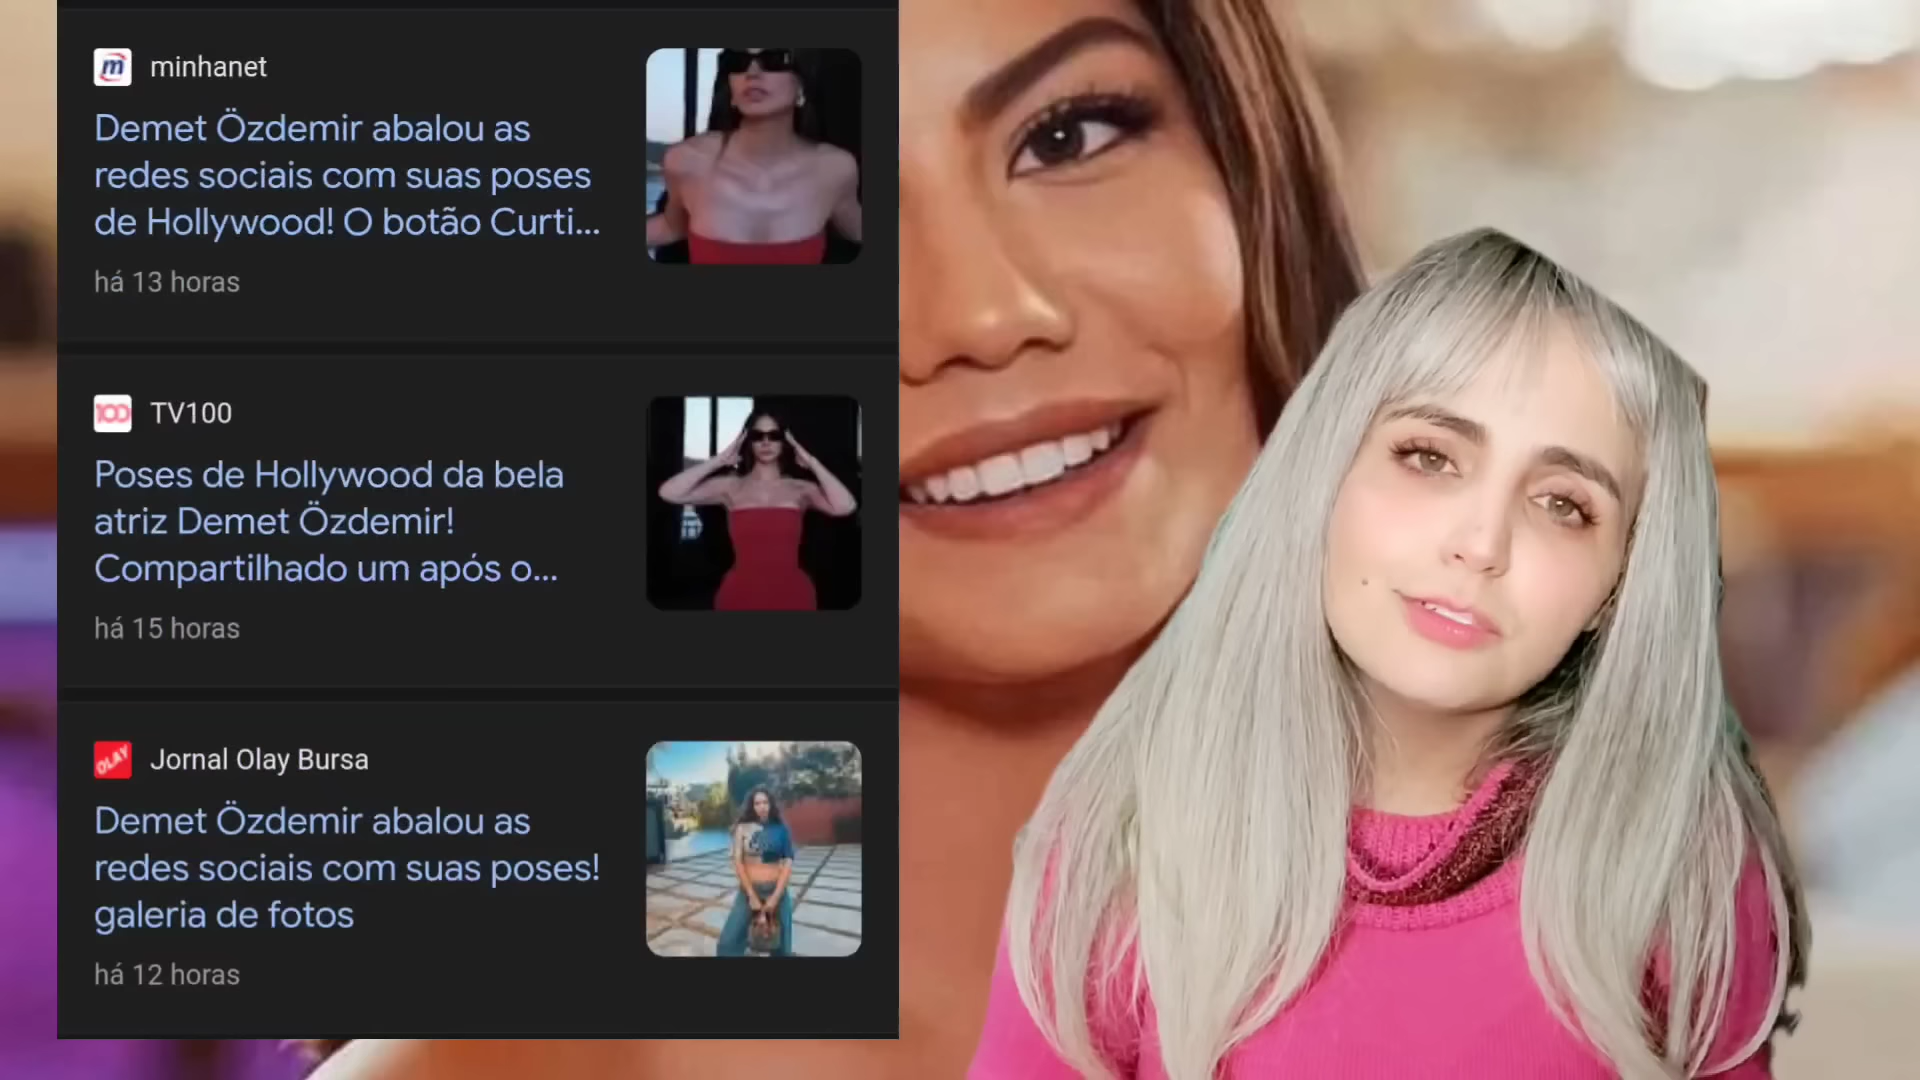 minhanet
Demet Özdemir abalou as
redes sociais com suas poses
de Hollywood! O botão Curti...
há 13 horas
TV100
Poses de Hollywood da bela
atriz Demet Özdemir!
Compartilhado um após o...
há 15 horas
OLAY
Jornal Olay Bursa
Demet Özdemir abalou as
redes sociais com suas poses!
galeria de fotos
há 12 horas